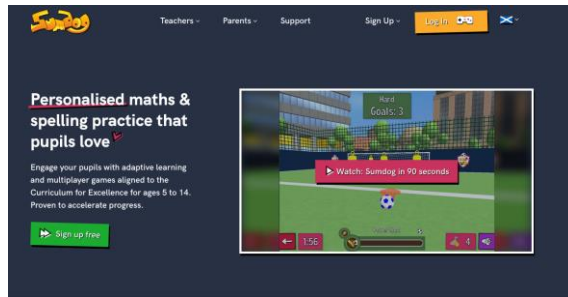 Sumdog
Teachers
Parents
Support
Sign Up
Log in
Personalised maths &
spelling practice that
pupils love
Engage your pupils with adaptive learning
and multiplayer games aligned to the
Curriculum for Excellence for ages 5 to 14.
Proven to accelerate progress.
Sign up free
Hard
Goals: 3
Watch: Sumdog in 90 seconds
1:56
4